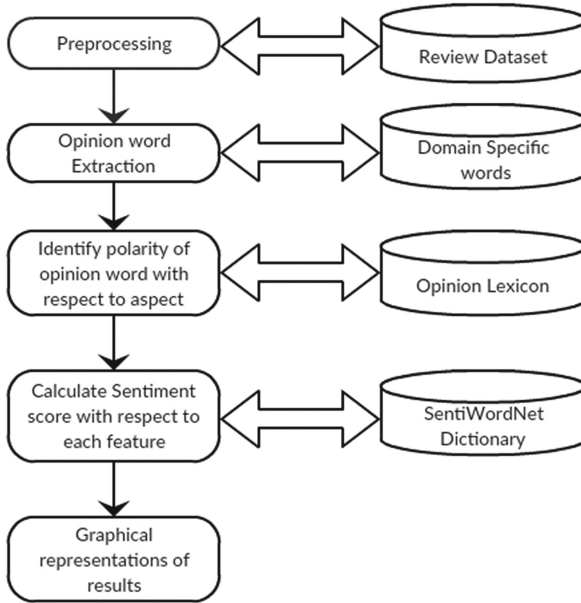 Preprocessing
Review Dataset
Opinion word
Extraction
Domain Specific
words
Identify polarity of
opinion word with
respect to aspect
Opinion Lexicon
Calculate Sentiment
score with respect to
each feature
SentiWordNet
Dictionary
Graphical
representations of
results